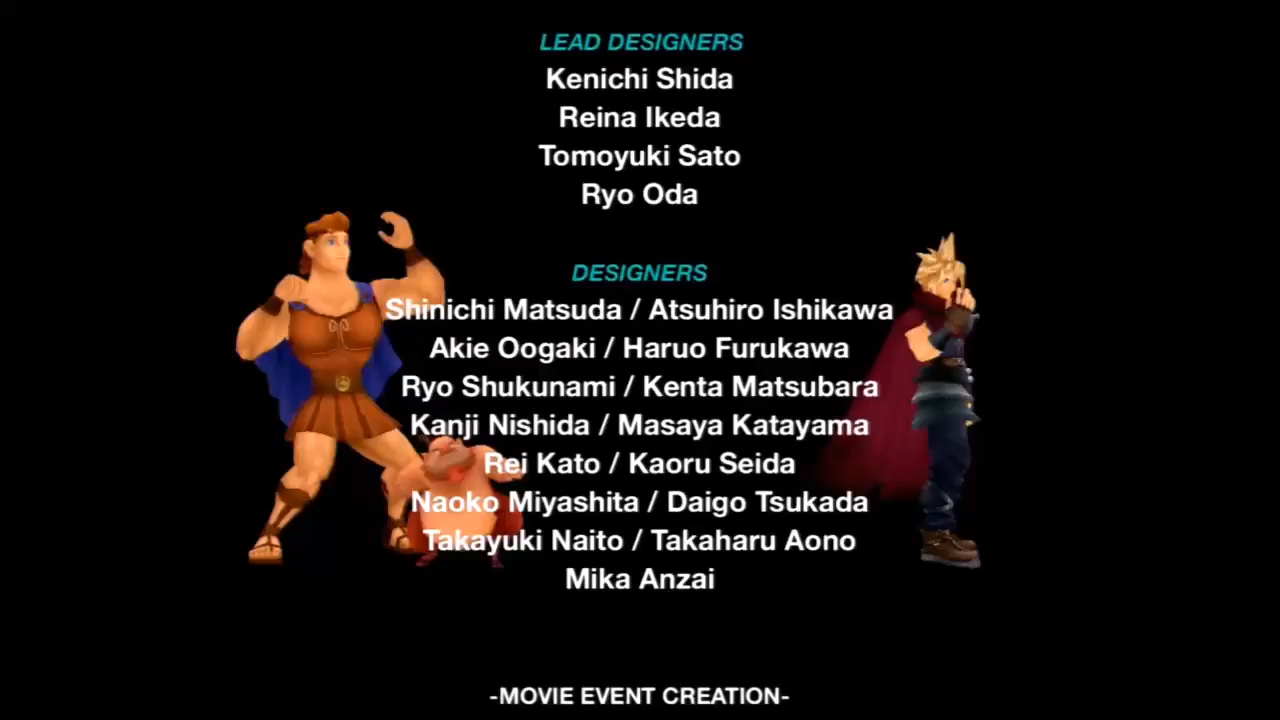 LEAD DESIGNERS
Kenichi Shida
Reina Ikeda
Tomoyuki Sato
Ryo Oda
DESIGNERS
Shinichi Matsuda / Atsuhiro Ishikawa
Akie Oogaki / Haruo Furukawa
Ryo Shukunami / Kenta Matsubara
Kanji Nishida / Masaya Katayama
Rei Kato / Kaoru Seida
Naoko Miyashita / Daigo Tsukada
Takayuki Naito / Takaharu Aono
Mika Anzai
-MOVIE EVENT CREATION-